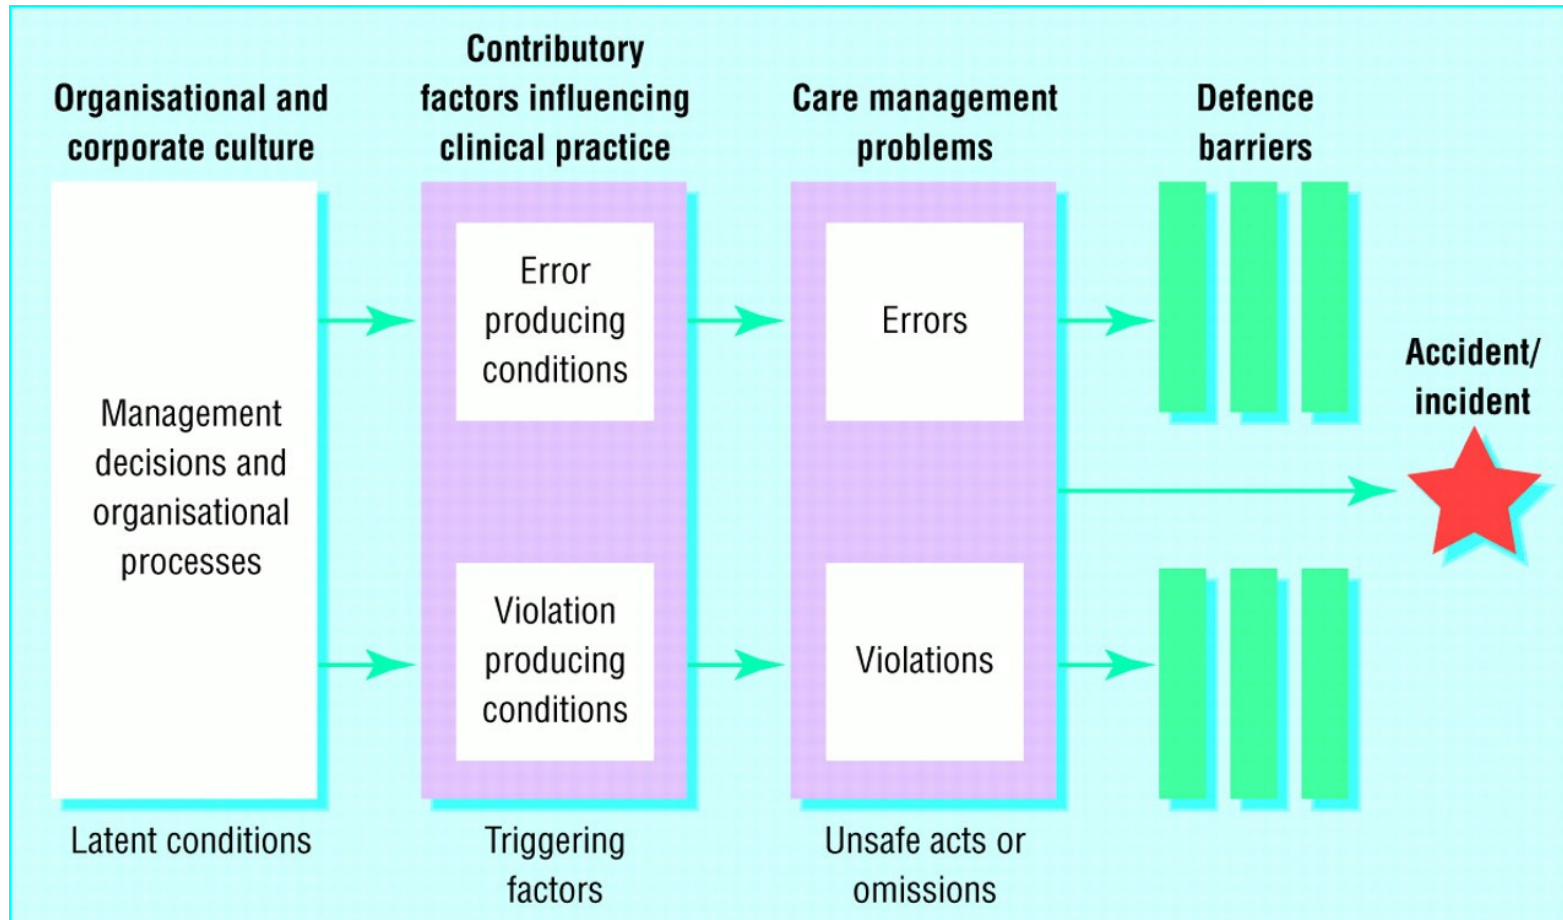 Organisational and
corporate culture
Contributory
factors influencing
clinical practice
Care management
problems
Defence
barriers
Management
decisions and
organisational
processes
Error
producing
conditions
Errors
Accident/
incident
Violation
producing
conditions
Violations
Latent conditions
Triggering
factors
Unsafe acts or
omissions